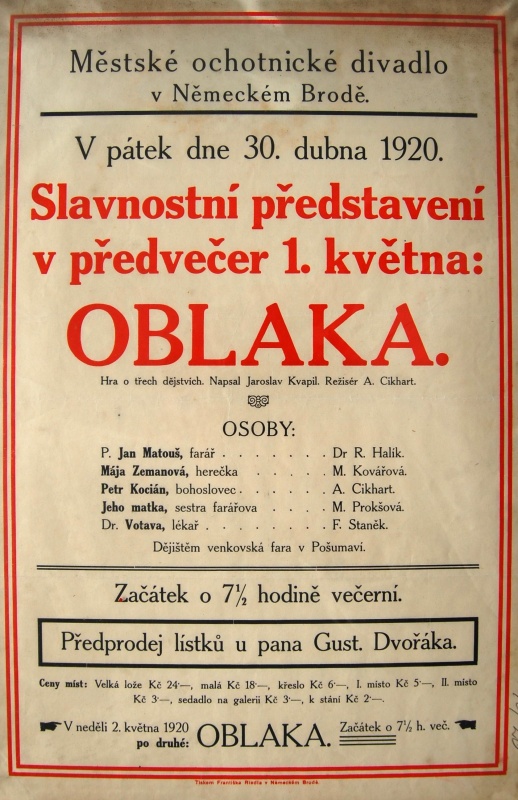 Městské ochotnické divadlo
v Německém Brodě.
V pátek dne 30. dubna 1920.
Slavnostní představení
v předvečer 1. května:
OBLAKA.
Hra o třech dějstvích. Napsal Jaroslav Kvapil. Režisér A. Cikhart.
OSOBY:
P. Jan Matouš, farář . . . . . . . Dr R. Halík.
Mája Zemanová, herečka . . . . . M. Kovářová.
Petr Kocián, bohoslovec . . . . . . A. Cikhart.
Jeho matka, sestra farářova . . . . M. Prokšová.
Dr. Votava, lékař . . . . . . . . F. Staněk.
Dějištěm venkovská fara v Pošumaví.
Začátek o 7½ hodině večerní.
Předprodej lístků u pana Gust. Dvořáka.
Ceny míst: Velká lože Kč 24·—, malá Kč 18·—, křeslo Kč 6·—, I. místo Kč 5·—, II. místo
Kč 3·—, sedadlo na galerii Kč 3·—, k stání Kč 2·—.
V neděli 2. května 1920
po druhé: OBLAKA. Začátek o 7½ h. več.
Tiskem Františka Riedla v Německém Brodě.